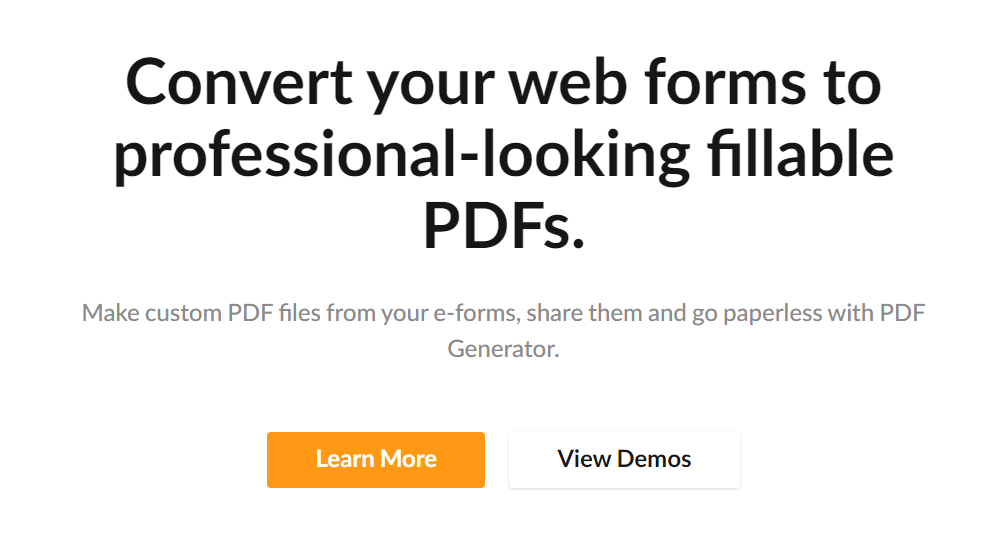 Convert your web forms to
professional-looking fillable
PDFs.
Make custom PDF files from your e-forms, share them and go paperless with PDF
Generator.
Learn More
View Demos